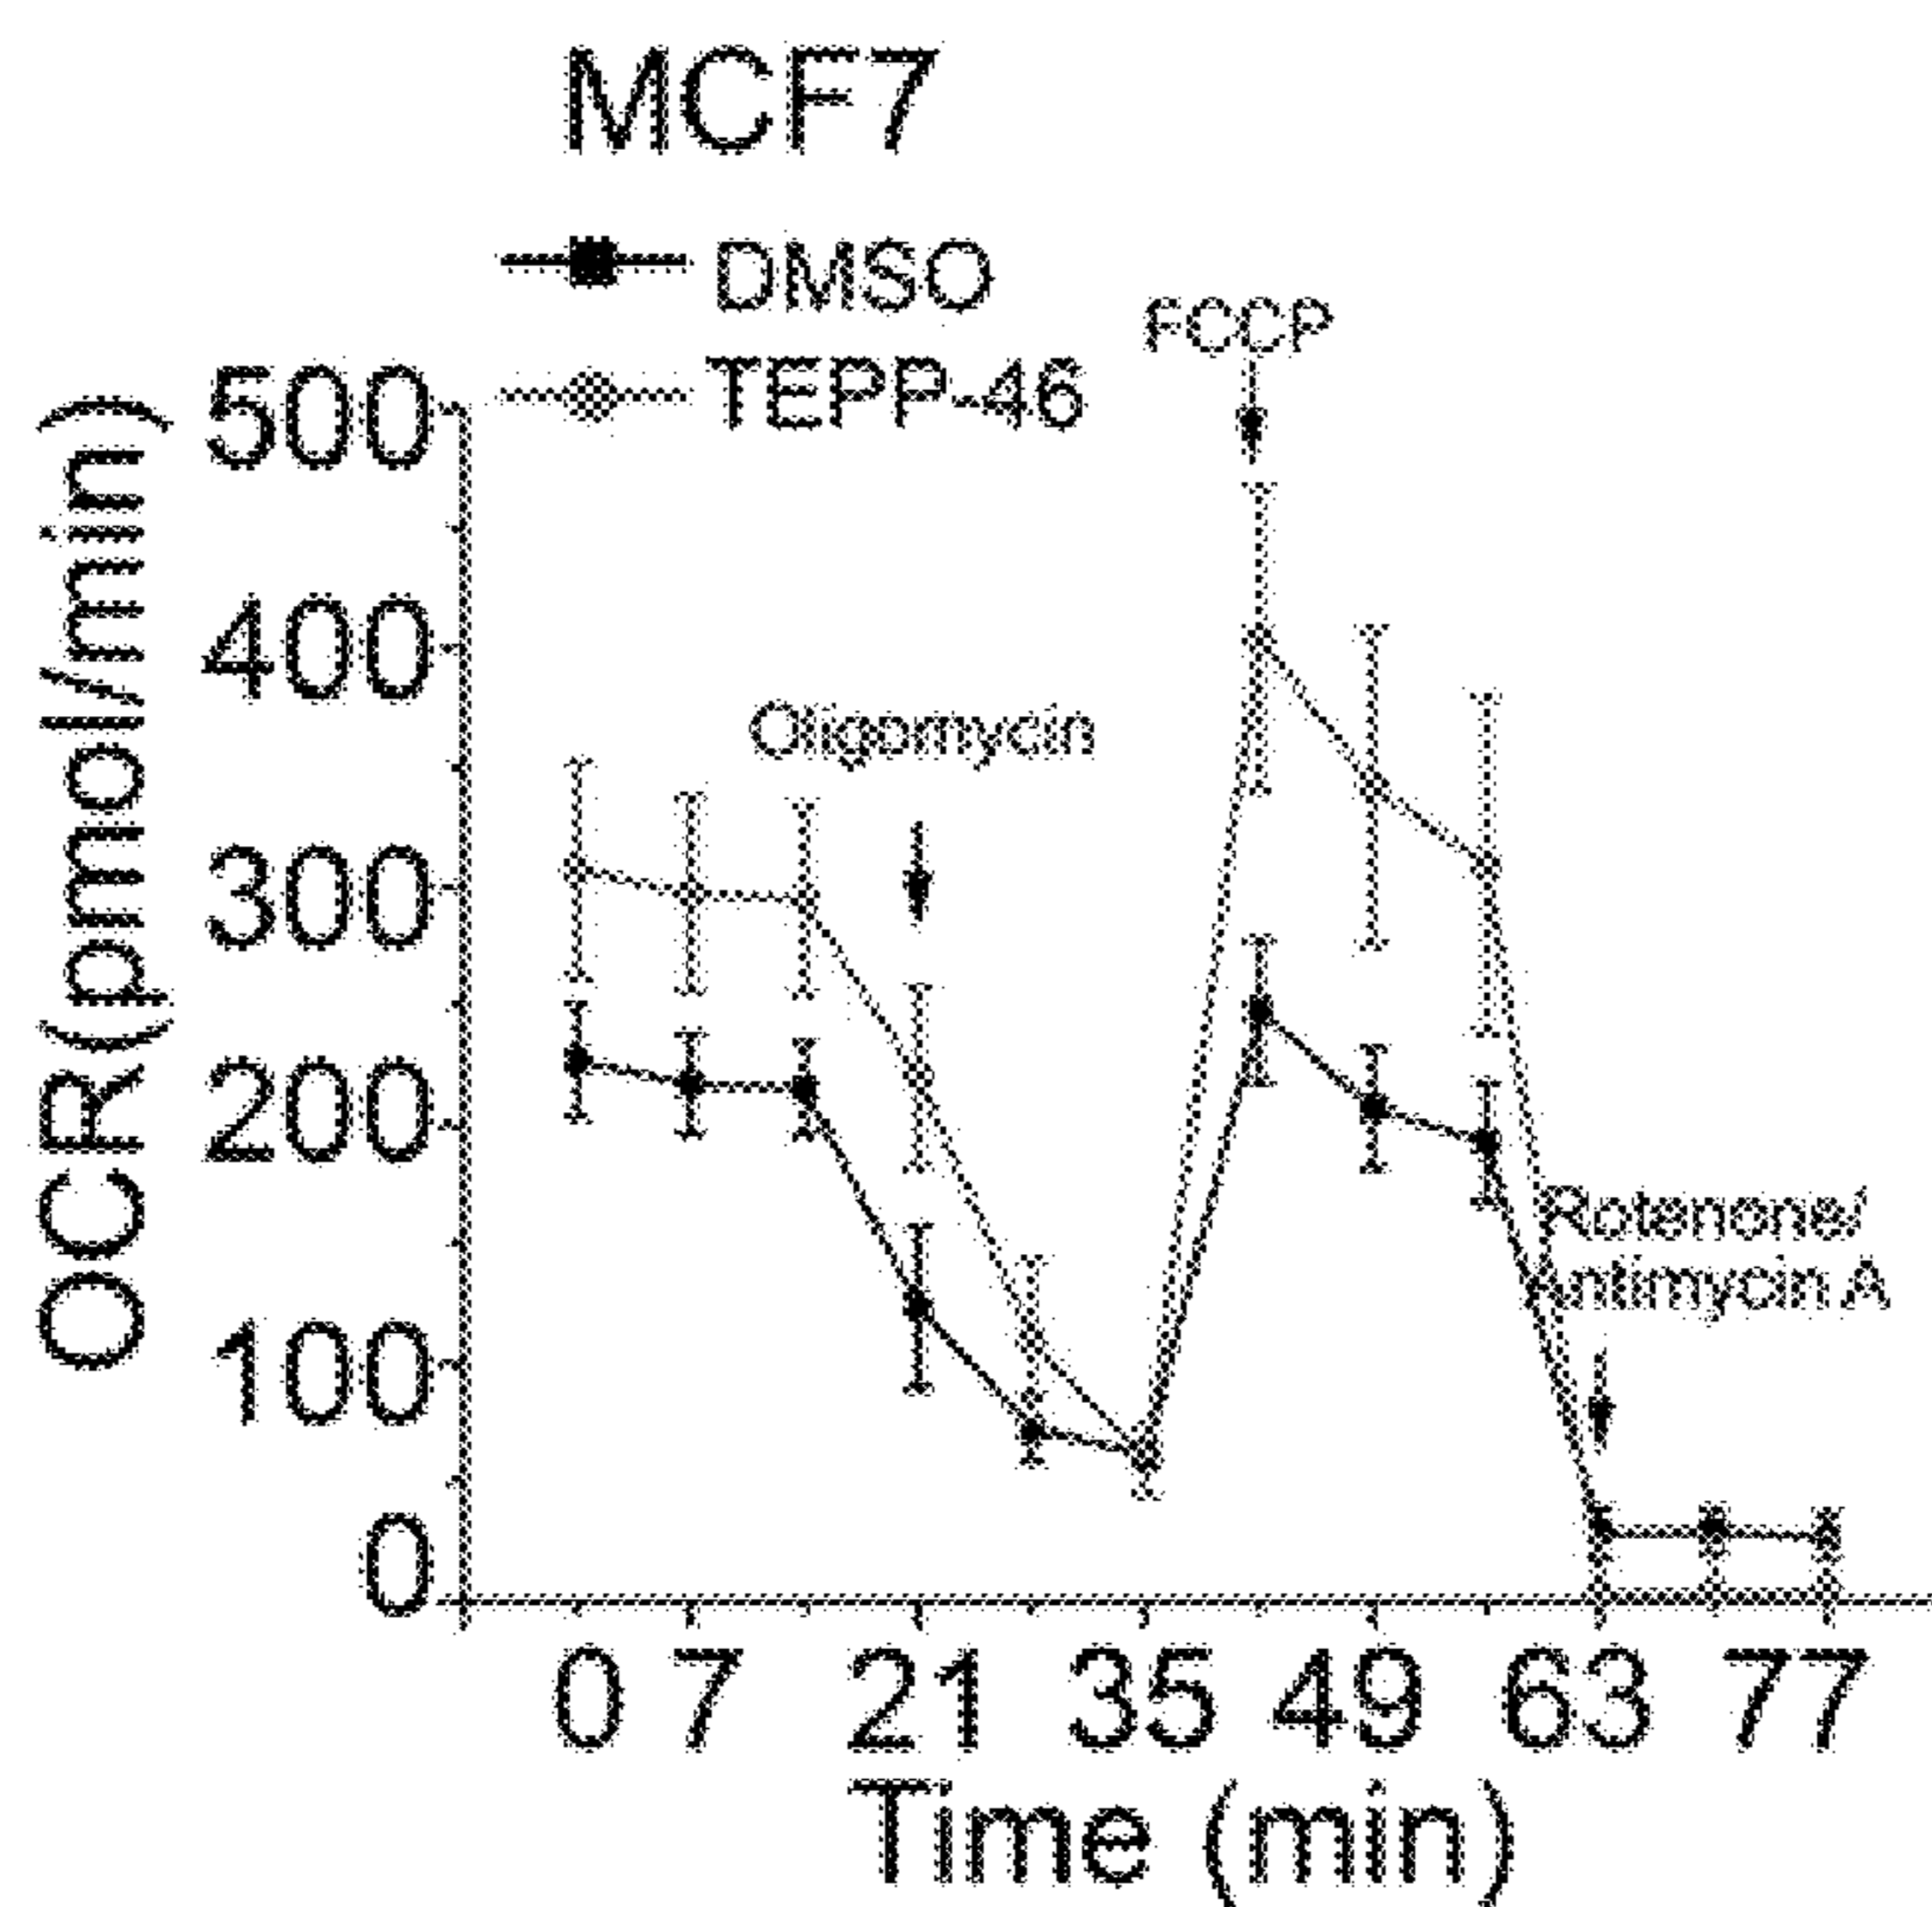 MCF7
DMSO
TEPP-46
FCCP
Oligomycin
Rotenone/
Antimycin A
OCR(pmol/min)
500
400
300
200
100
0
0 7 21 35 49 63 77
Time (min)